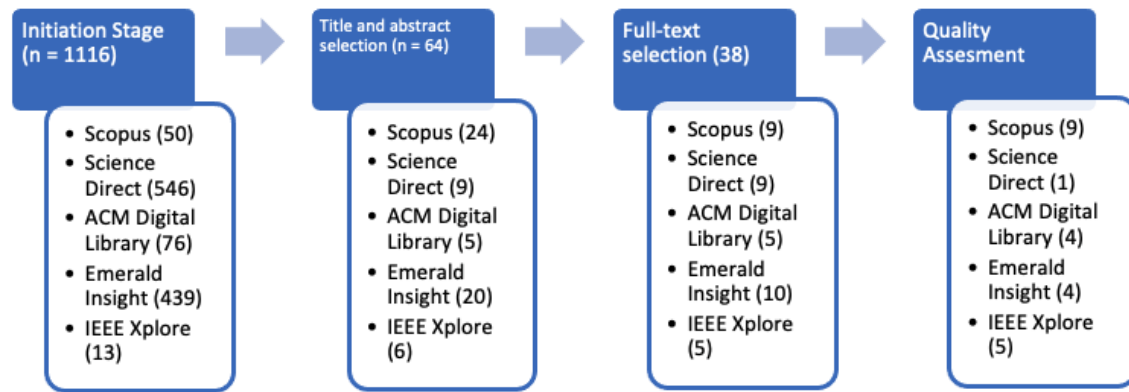 Initiation Stage
(n = 1116)
• Scopus (50)
• Science
Direct (546)
• ACM Digital
Library (76)
• Emerald
Insight (439)
• IEEE Xplore
(13)
Title and abstract
selection (n = 64)
• Scopus (24)
• Science
Direct (9)
• ACM Digital
Library (5)
• Emerald
Insight (20)
• IEEE Xplore
(6)
Full-text
selection (38)
• Scopus (9)
• Science
Direct (9)
• ACM Digital
Library (5)
• Emerald
Insight (10)
• IEEE Xplore
(5)
Quality
Assesment
• Scopus (9)
• Science
Direct (1)
• ACM Digital
Library (4)
• Emerald
Insight (4)
• IEEE Xplore
(5)